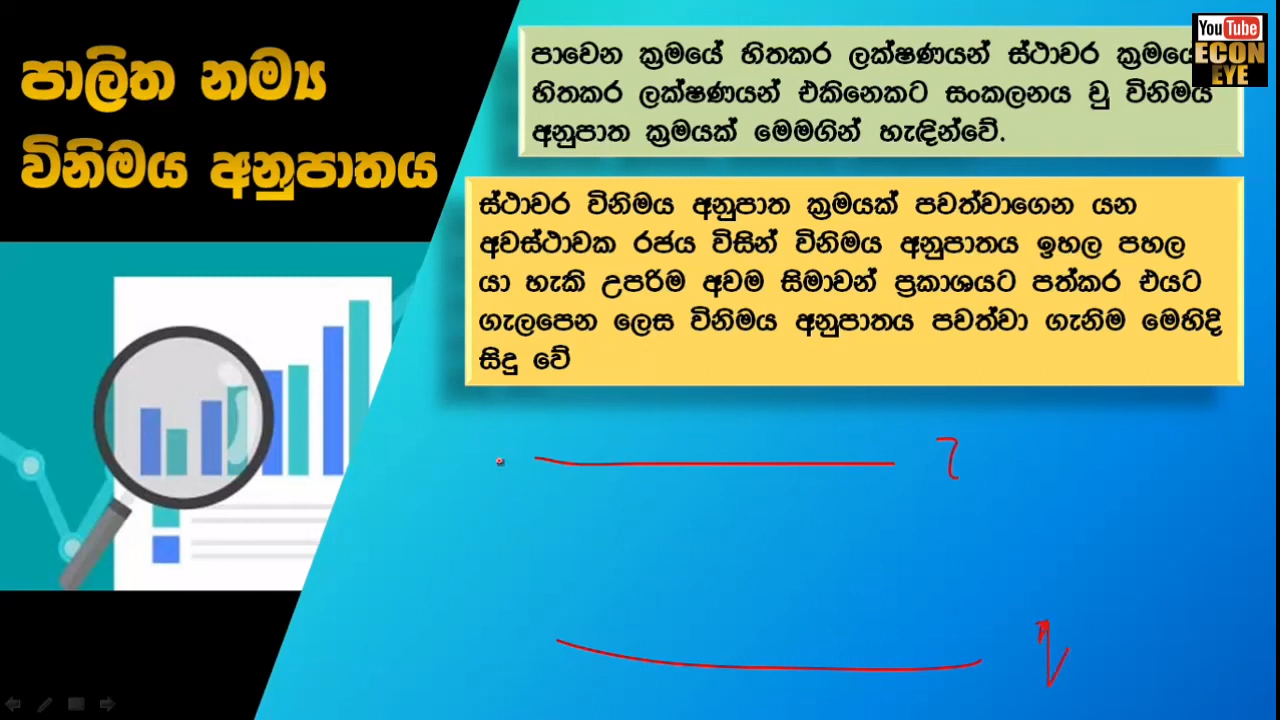 පාලිත නම්‍ය
විනිමය අනුපාතය
පාවෙන ක්‍රමයේ හිතකර ලක්ෂණයන් ස්ථාවර ක්‍රමයේ
හිතකර ලක්ෂණයන් එකිනෙකට සංකලනය වු විනිමය
අනුපාත ක්‍රමයක් මෙමගින් හැඳින්වේ.
YouTube
ECON
EYE
ස්ථාවර විනිමය අනුපාත ක්‍රමයක් පවත්වාගෙන යන
අවස්ථාවක රජය විසින් විනිමය අනුපාතය ඉහල පහල
යා හැකි උපරිම අවම සිමාවන් ප්‍රකාශයට පත්කර එයට
ගැලපෙන ලෙස විනිමය අනුපාතය පවත්වා ගැනිම මෙහිදි
සිදු වේ